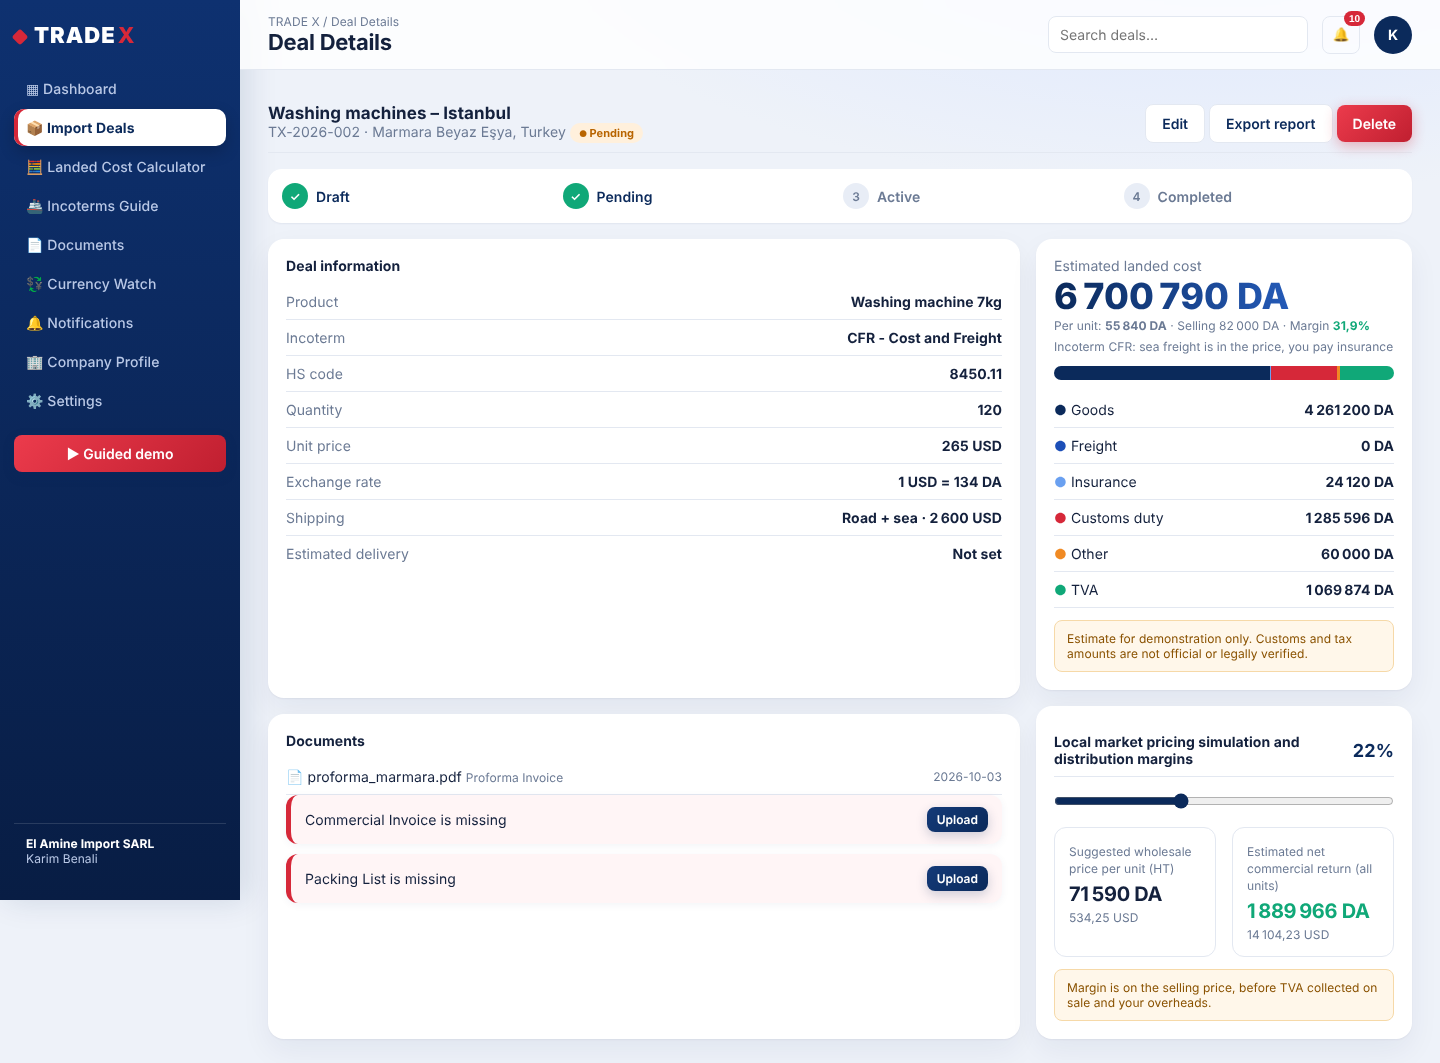 TRADE X
Dashboard
Import Deals
Landed Cost Calculator
Incoterms Guide
Documents
Currency Watch
Notifications
Company Profile
Settings
▶ Guided demo
El Amine Import SARL
Karim Benali
TRADE X / Deal Details
Deal Details
Search deals...
10
K
Washing machines – Istanbul
TX-2026-002 · Marmara Beyaz Eşya, Turkey
Pending
Edit
Export report
Delete
✓ Draft
✓ Pending
3 Active
4 Completed
Deal information
Product Washing machine 7kg
Incoterm CFR - Cost and Freight
HS code 8450.11
Quantity 120
Unit price 265 USD
Exchange rate 1 USD = 134 DA
Shipping Road + sea · 2 600 USD
Estimated delivery Not set
Documents
proforma_marmara.pdf Proforma Invoice 2026-10-03
Commercial Invoice is missing Upload
Packing List is missing Upload
Estimated landed cost
6 700 790 DA
Per unit: 55 840 DA · Selling 82 000 DA · Margin 31,9%
Incoterm CFR: sea freight is in the price, you pay insurance
Goods 4 261 200 DA
Freight 0 DA
Insurance 24 120 DA
Customs duty 1 285 596 DA
Other 60 000 DA
TVA 1 069 874 DA
Estimate for demonstration only. Customs and tax
amounts are not official or legally verified.
Local market pricing simulation and
distribution margins
22%
Suggested wholesale
price per unit (HT)
71 590 DA
534,25 USD
Estimated net
commercial return (all
units)
1 889 966 DA
14 104,23 USD
Margin is on the selling price, before TVA collected on
sale and your overheads.